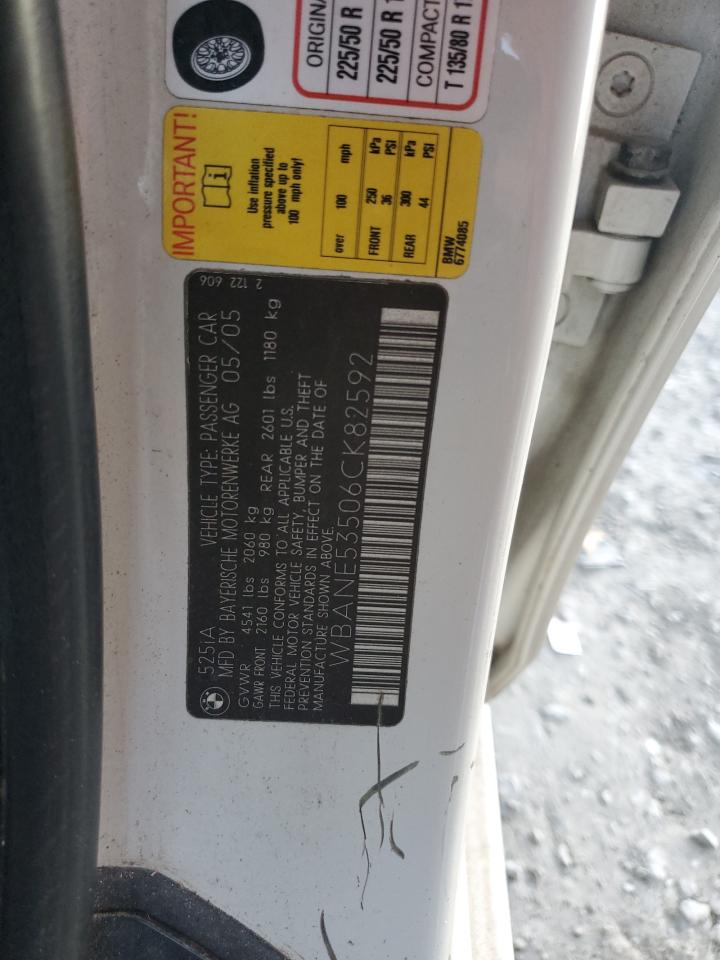 ORIGINA
225/50 R
225/50 R 1
COMPACT
T 135/80 R 1
IMPORTANT!
Use inflation
pressure specified
above up to
100 mph only!
over 100 mph
kPa PSI
FRONT 250 36
kPa PSI
REAR 300 44
BMW
6774085
525iA VEHICLE TYPE: PASSENGER CAR 2 122 606
MFD BY BAYERISCHE MOTORENWERKE AG 05/05
GVWR 4541 lbs 2060 kg
GAWR FRONT 2160 lbs 980 kg REAR 2601 lbs 1180 kg
THIS VEHICLE CONFORMS TO ALL APPLICABLE U.S.
FEDERAL MOTOR VEHICLE SAFETY, BUMPER AND THEFT
PREVENTION STANDARDS IN EFFECT ON THE DATE OF
MANUFACTURE SHOWN ABOVE.
WBANE53506CK82592